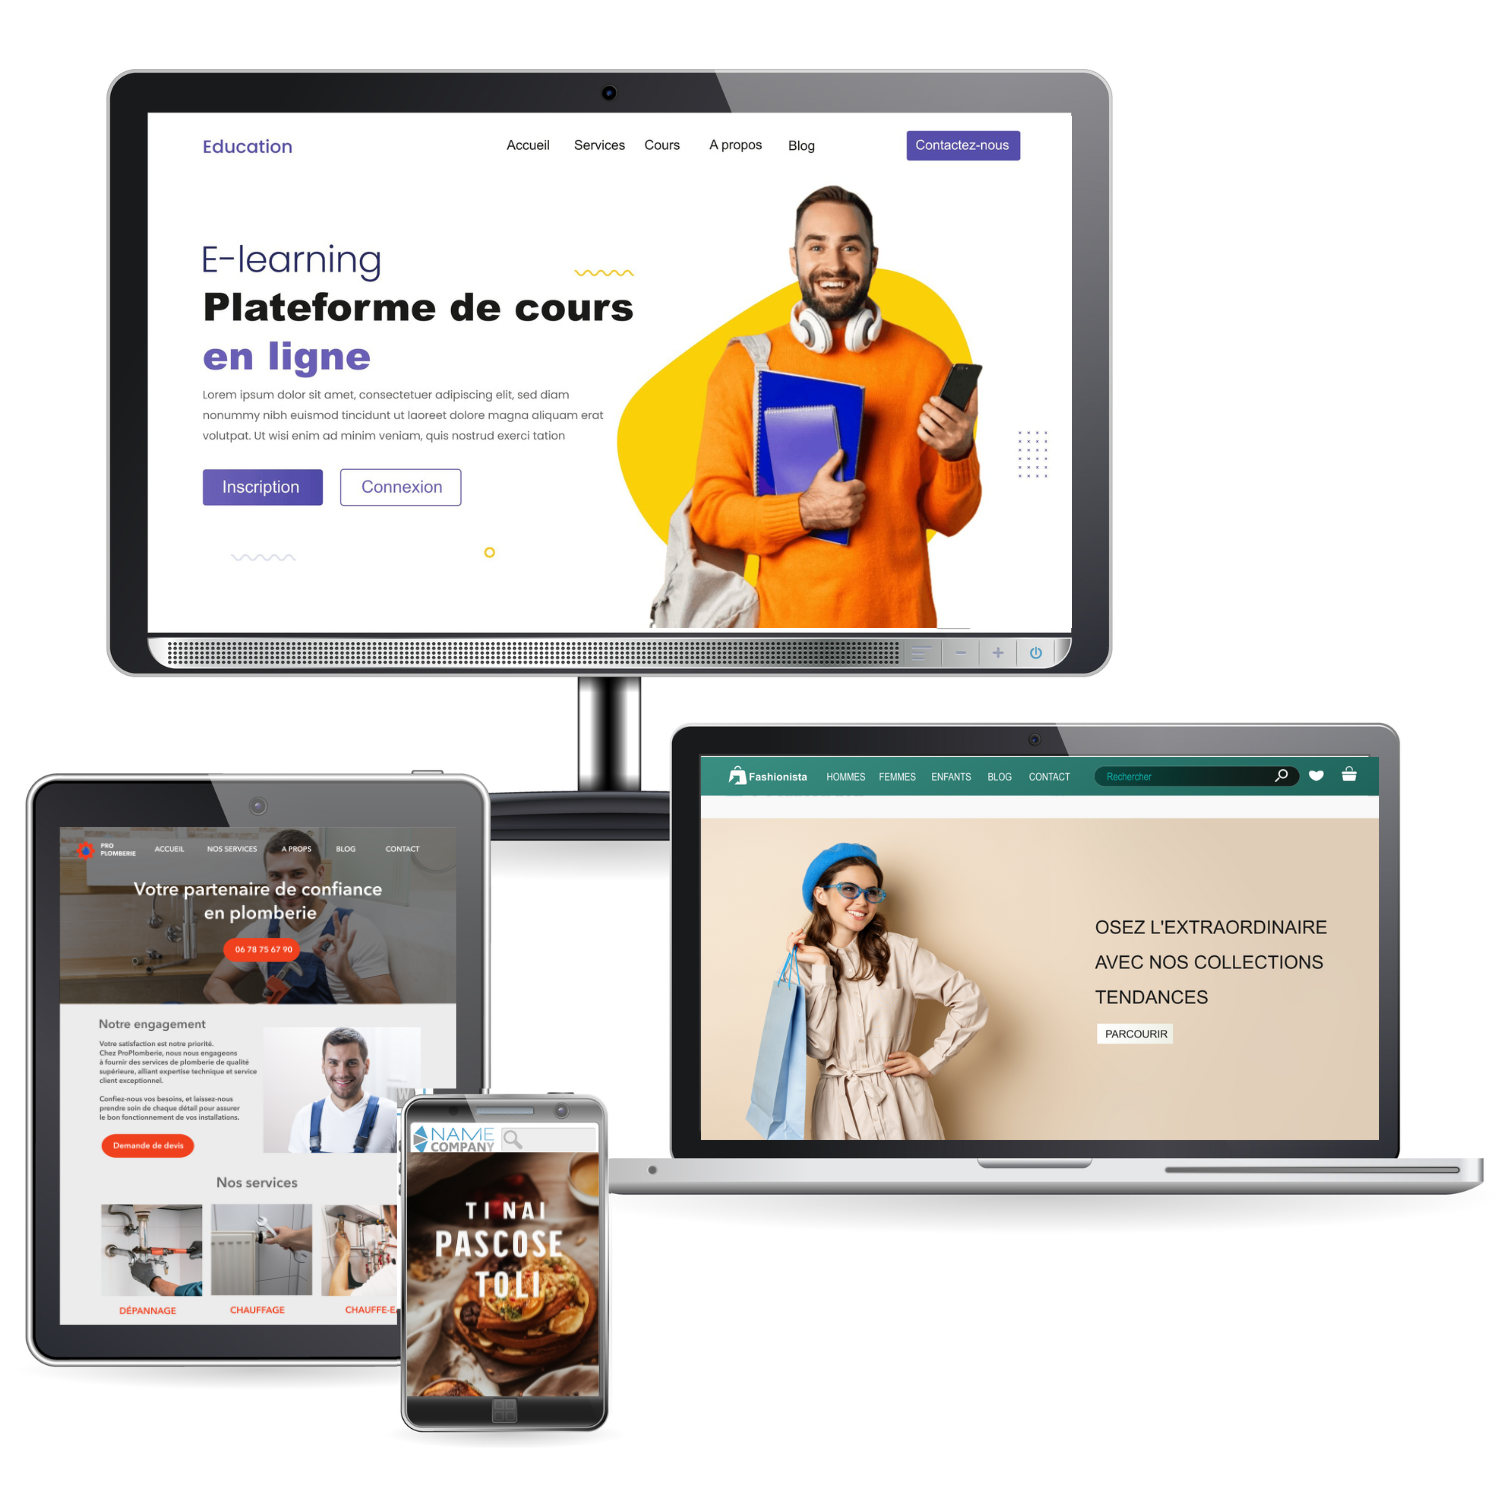 Education
Accueil Services Cours A propos Blog
Contactez-nous
E-learning
Plateforme de cours
en ligne
Lorem ipsum dolor sit amet, consectetuer adipiscing elit, sed diam
nonummy nibh euismod tincidunt ut laoreet dolore magna aliquam erat
volutpat. Ut wisi enim ad minim veniam, quis nostrud exerci tation
Inscription Connexion
Fashionista HOMMES FEMMES ENFANTS BLOG CONTACT Rechercher
OSEZ L'EXTRAORDINAIRE
AVEC NOS COLLECTIONS
TENDANCES
PARCOURIR
PRO
PLOMBERIE
ACCUEIL NOS SERVICES A PROPS BLOG CONTACT
Votre partenaire de confiance
en plomberie
06 78 75 67 90
Notre engagement
Votre satisfaction est notre priorité.
Chez ProPlomberie, nous nous engageons
à fournir des services de plomberie de qualité
supérieure, alliant expertise technique et service
client exceptionnel.
Confiez-nous vos besoins, et laissez-nous
prendre soin de chaque détail pour assurer
le bon fonctionnement de vos installations.
Demande de devis
Nos services
DÉPANNAGE CHAUFFAGE CHAUFFE-E
NAME
COMPANY
TI NAI
PASCOSE
TOLI